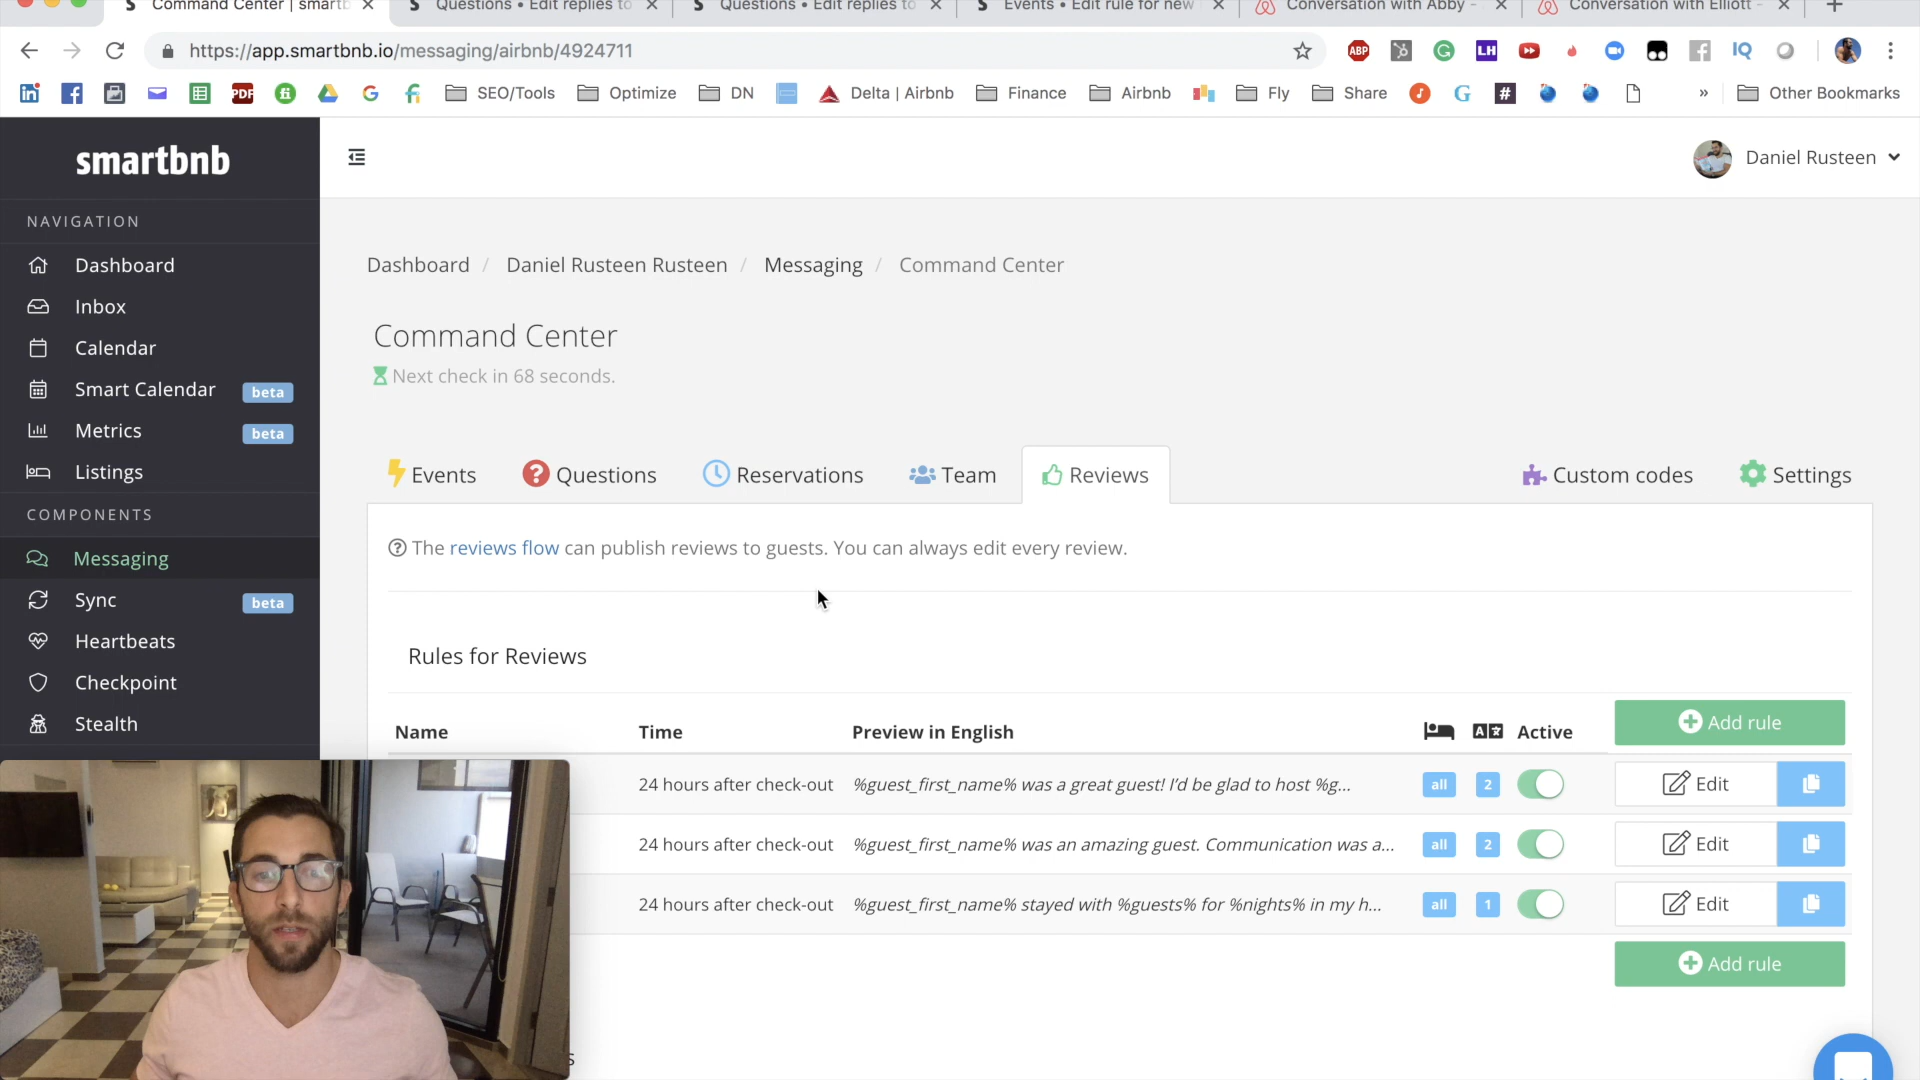 Command Center | smartb
Questions • Edit replies to
Questions • Edit replies to
Events • Edit rule for new
Conversation with Abby -
Conversation with Elliott -
https://app.smartbnb.io/messaging/airbnb/4924711
ABP
LH
IQ
in
PDF
fi
SEO/Tools
Optimize
DN
Delta | Airbnb
Finance
Airbnb
Fly
Share
G
#
»
Other Bookmarks
smartbnb
Daniel Rusteen
NAVIGATION
Dashboard
Inbox
Calendar
Smart Calendar beta
Metrics beta
Listings
COMPONENTS
Messaging
Sync beta
Heartbeats
Checkpoint
Stealth
Dashboard / Daniel Rusteen Rusteen / Messaging / Command Center
Command Center
Next check in 68 seconds.
Events
Questions
Reservations
Team
Reviews
Custom codes
Settings
The reviews flow can publish reviews to guests. You can always edit every review.
Rules for Reviews
Name Time Preview in English Active Add rule
24 hours after check-out %guest_first_name% was a great guest! I'd be glad to host %g... all 2 Edit
24 hours after check-out %guest_first_name% was an amazing guest. Communication was a... all 2 Edit
24 hours after check-out %guest_first_name% stayed with %guests% for %nights% in my h... all 1 Edit
Add rule